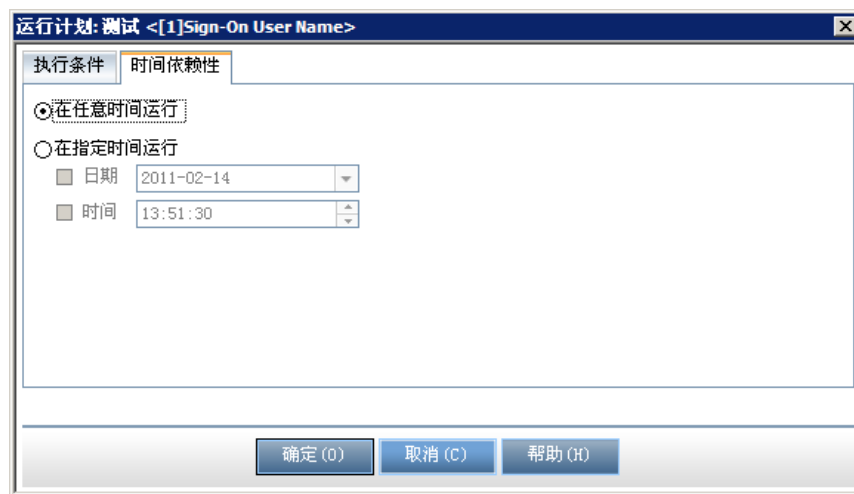 运行计划: 测试 <[1]Sign-On User Name>
执行条件 时间依赖性
在任意时间运行
在指定时间运行
日期 2011-02-14
时间 13:51:30
确定(O) 取消(C) 帮助(H)